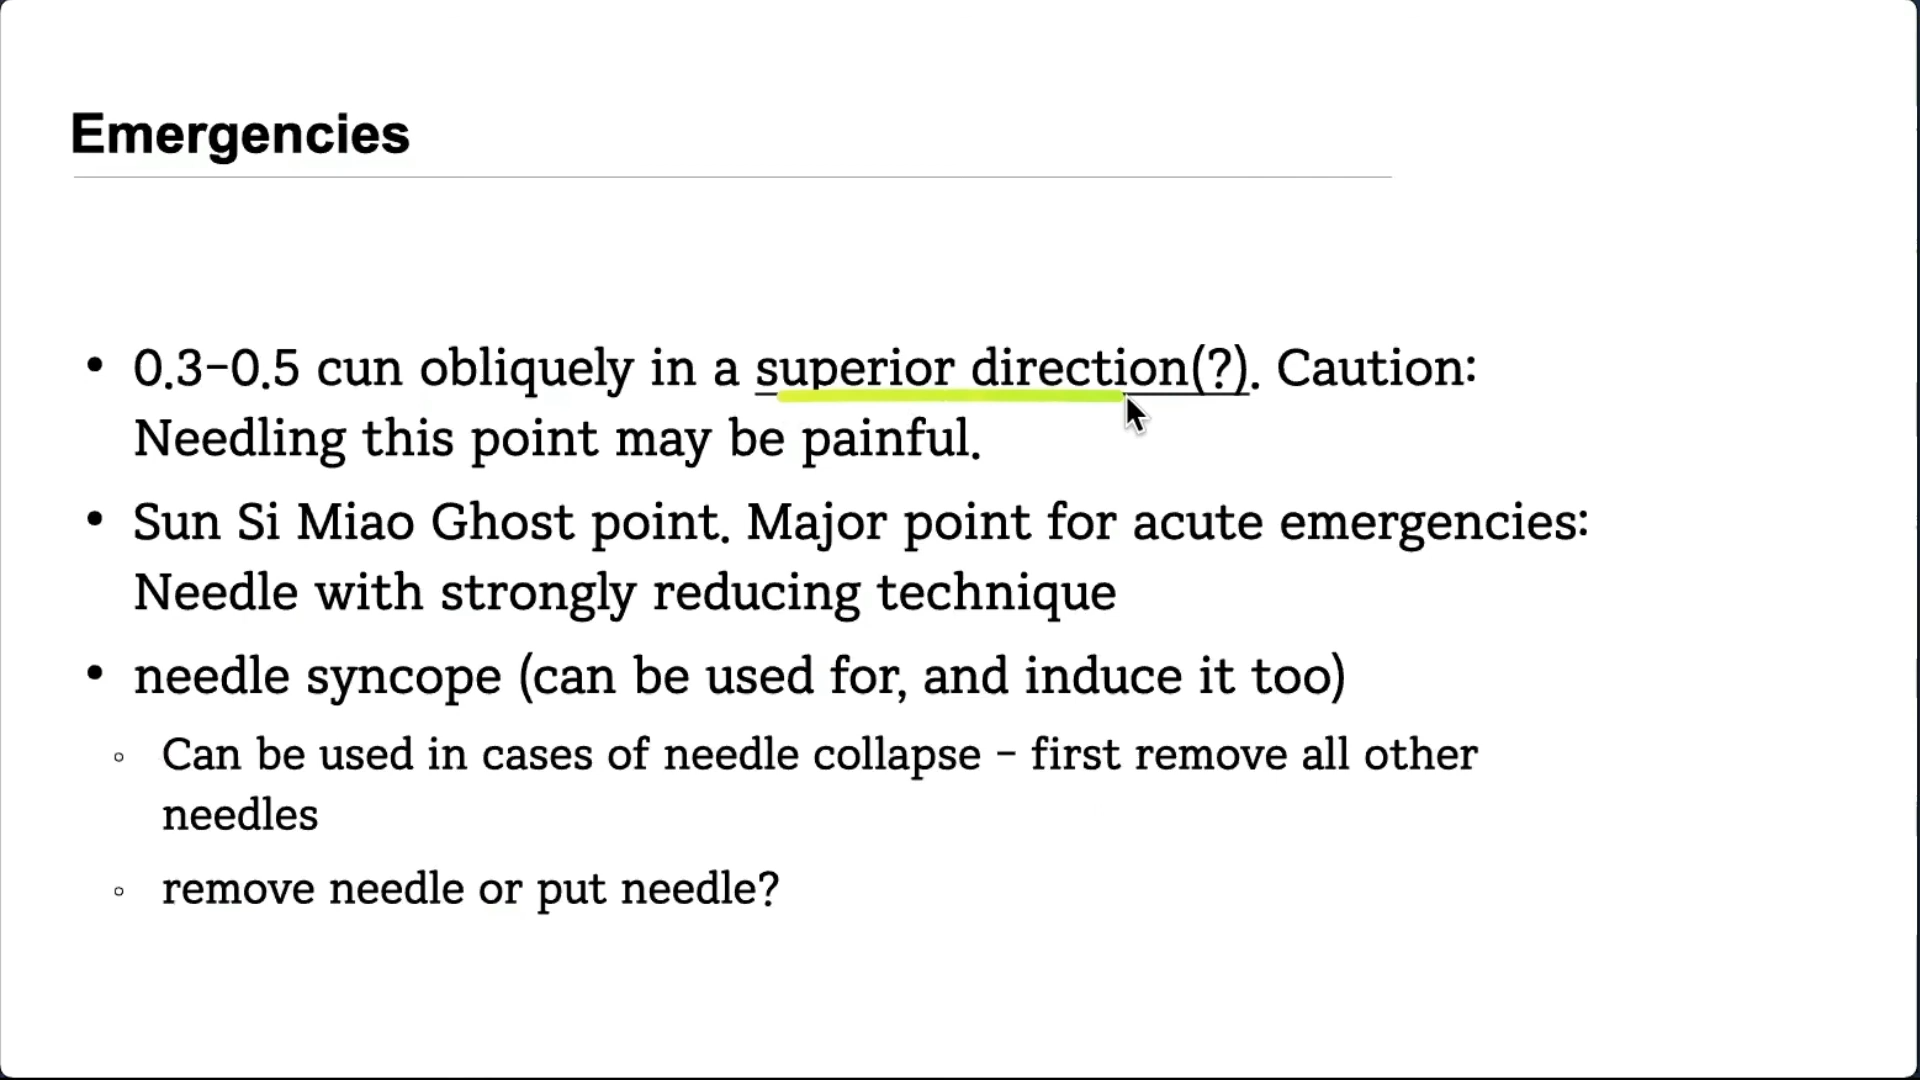 Emergencies
• 0.3–0.5 cun obliquely in a superior direction(?). Caution:
Needling this point may be painful.
• Sun Si Miao Ghost point. Major point for acute emergencies:
Needle with strongly reducing technique
• needle syncope (can be used for, and induce it too)
◦ Can be used in cases of needle collapse – first remove all other
needles
◦ remove needle or put needle?